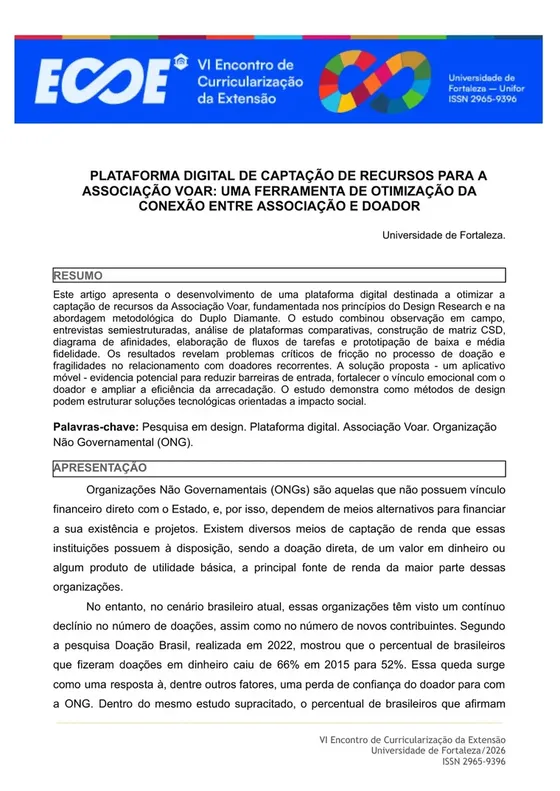 ECOE
VI Encontro de
Curricularização
da Extensão
Universidade de
Fortaleza — Unifor
ISSN 2965-9396
PLATAFORMA DIGITAL DE CAPTAÇÃO DE RECURSOS PARA A
ASSOCIAÇÃO VOAR: UMA FERRAMENTA DE OTIMIZAÇÃO DA
CONEXÃO ENTRE ASSOCIAÇÃO E DOADOR
Universidade de Fortaleza.
RESUMO
Este artigo apresenta o desenvolvimento de uma plataforma digital destinada a otimizar a
captação de recursos da Associação Voar, fundamentada nos princípios do Design Research e na
abordagem metodológica do Duplo Diamante. O estudo combinou observação em campo,
entrevistas semiestruturadas, análise de plataformas comparativas, construção de matriz CSD,
diagrama de afinidades, elaboração de fluxos de tarefas e prototipação de baixa e média
fidelidade. Os resultados revelam problemas críticos de fricção no processo de doação e
fragilidades no relacionamento com doadores recorrentes. A solução proposta - um aplicativo
móvel - evidencia potencial para reduzir barreiras de entrada, fortalecer o vínculo emocional com o
doador e ampliar a eficiência da arrecadação. O estudo demonstra como métodos de design
podem estruturar soluções tecnológicas orientadas a impacto social.
Palavras-chave: Pesquisa em design. Plataforma digital. Associação Voar. Organização
Não Governamental (ONG).
APRESENTAÇÃO
Organizações Não Governamentais (ONGs) são aquelas que não possuem vínculo
financeiro direto com o Estado, e, por isso, dependem de meios alternativos para financiar
a sua existência e projetos. Existem diversos meios de captação de renda que essas
instituições possuem à disposição, sendo a doação direta, de um valor em dinheiro ou
algum produto de utilidade básica, a principal fonte de renda da maior parte dessas
organizações.
No entanto, no cenário brasileiro atual, essas organizações têm visto um contínuo
declínio no número de doações, assim como no número de novos contribuintes. Segundo
a pesquisa Doação Brasil, realizada em 2022, mostrou que o percentual de brasileiros
que fizeram doações em dinheiro caiu de 66% em 2015 para 52%. Essa queda surge
como uma resposta à, dentre outros fatores, uma perda de confiança do doador para com
a ONG. Dentro do mesmo estudo supracitado, o percentual de brasileiros que afirmam
VI Encontro de Curricularização da Extensão
Universidade de Fortaleza/2026
ISSN 2965-9396